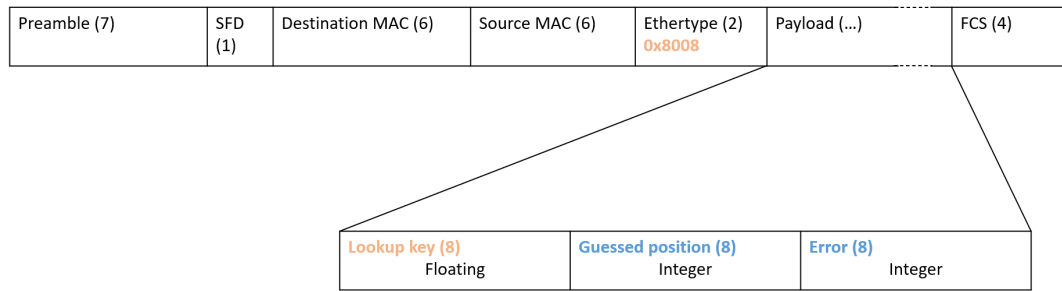 Preamble (7)
SFD
(1)
Destination MAC (6)
Source MAC (6)
Ethertype (2)
0x8008
Payload (...)
FCS (4)
Lookup key (8)
Floating
Guessed position (8)
Integer
Error (8)
Integer